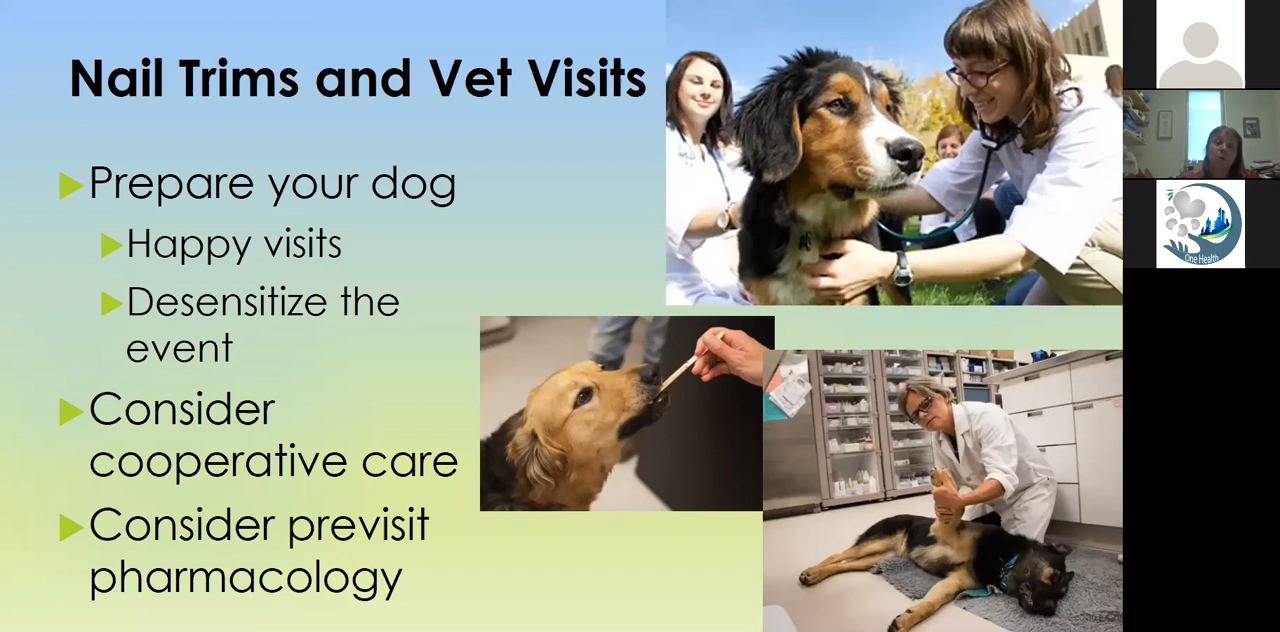 Nail Trims and Vet Visits
Prepare your dog
Happy visits
Desensitize the
event
Consider
cooperative care
Consider previsit
pharmacology
One Health